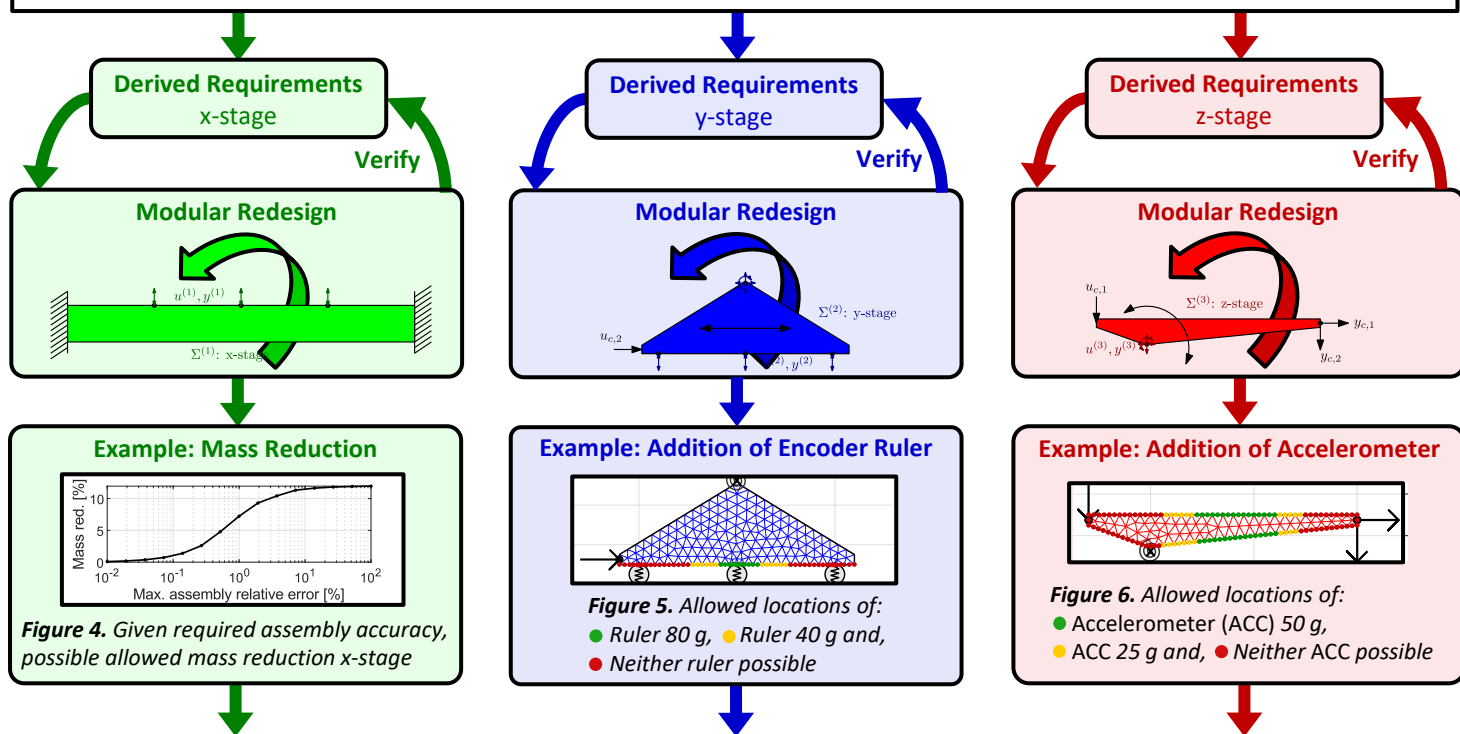 Derived Requirements
x-stage
Verify
Modular Redesign
u^{(1)}, y^{(1)}
Σ^{(1)}: x-stage
Example: Mass Reduction
Mass red. [%]
10
5
0
10^{-2} 10^{-1} 10^{0} 10^{1} 10^{2}
Max. assembly relative error [%]
Figure 4. Given required assembly accuracy,
possible allowed mass reduction x-stage
Derived Requirements
y-stage
Verify
Modular Redesign
Σ^{(2)}: y-stage
u_{c,2}
y^{(2)}
Example: Addition of Encoder Ruler
Figure 5. Allowed locations of:
Ruler 80 g, Ruler 40 g and,
Neither ruler possible
Derived Requirements
z-stage
Verify
Modular Redesign
u_{c,1}
Σ^{(3)}: z-stage
y_{c,1}
u^{(3)}, y^{(3)}
y_{c,2}
Example: Addition of Accelerometer
Figure 6. Allowed locations of:
Accelerometer (ACC) 50 g,
ACC 25 g and, Neither ACC possible